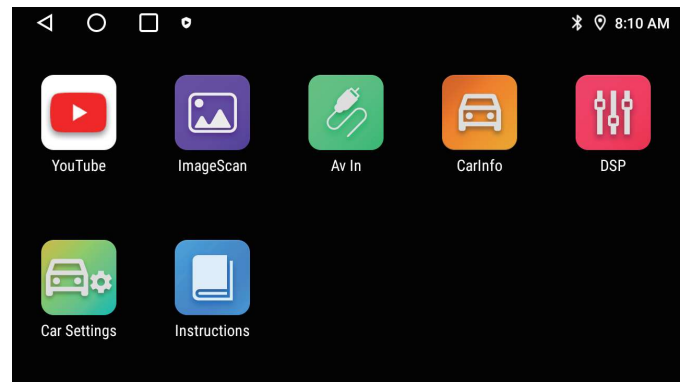 8:10 AM
YouTube
ImageScan
Av In
CarInfo
DSP
Car Settings
Instructions